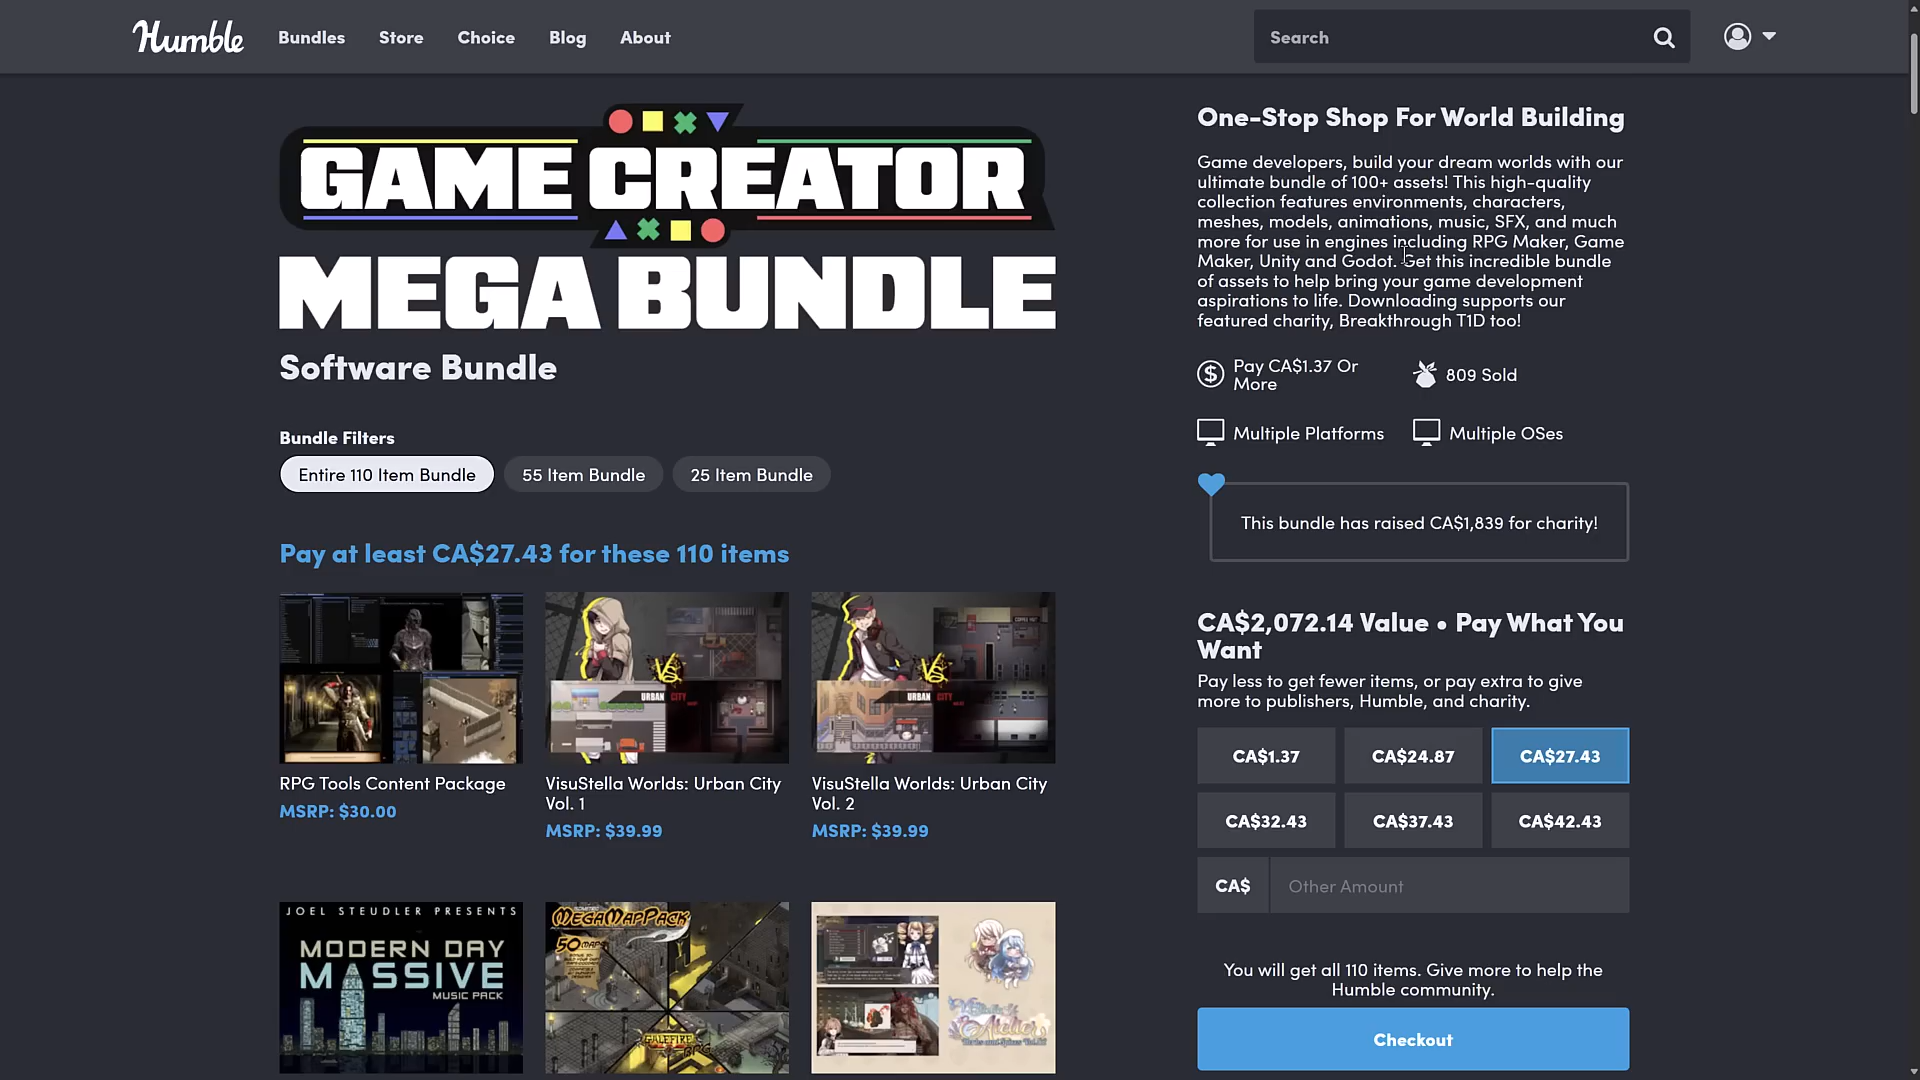 Humble
Bundles
Store
Choice
Blog
About
Search
GAME CREATOR
MEGA BUNDLE
Software Bundle
Bundle Filters
Entire 110 Item Bundle
55 Item Bundle
25 Item Bundle
Pay at least CA$27.43 for these 110 items
VS
URBAN CITY
VS
URBAN CITY
RPG Tools Content Package
MSRP: $30.00
VisuStella Worlds: Urban City
Vol. 1
MSRP: $39.99
VisuStella Worlds: Urban City
Vol. 2
MSRP: $39.99
JOEL STEUDLER PRESENTS
MODERN DAY
MASSIVE
MUSIC PACK
MEGAMAPPACK
50 MAPS
GALEFIRE
RPG
Atelier
One-Stop Shop For World Building
Game developers, build your dream worlds with our
ultimate bundle of 100+ assets! This high-quality
collection features environments, characters,
meshes, models, animations, music, SFX, and much
more for use in engines including RPG Maker, Game
Maker, Unity and Godot. Get this incredible bundle
of assets to help bring your game development
aspirations to life. Downloading supports our
featured charity, Breakthrough T1D too!
Pay CA$1.37 Or
More
809 Sold
Multiple Platforms
Multiple OSes
This bundle has raised CA$1,839 for charity!
CA$2,072.14 Value • Pay What You
Want
Pay less to get fewer items, or pay extra to give
more to publishers, Humble, and charity.
CA$1.37
CA$24.87
CA$27.43
CA$32.43
CA$37.43
CA$42.43
CA$
Other Amount
You will get all 110 items. Give more to help the
Humble community.
Checkout